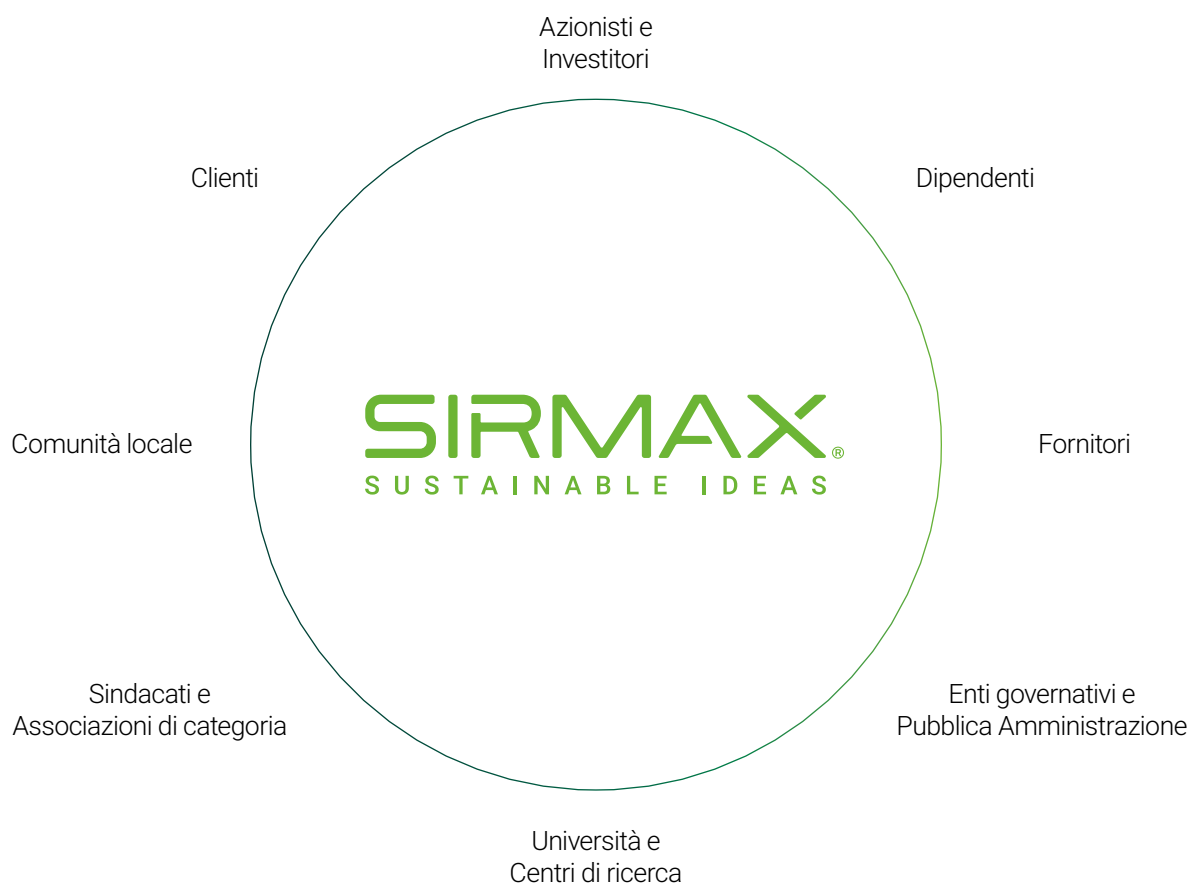 Azionisti e
Investitori
Clienti
Dipendenti
SIRMAX®
SUSTAINABLE IDEAS
Comunità locale
Fornitori
Sindacati e
Associazioni di categoria
Enti governativi e
Pubblica Amministrazione
Università e
Centri di ricerca